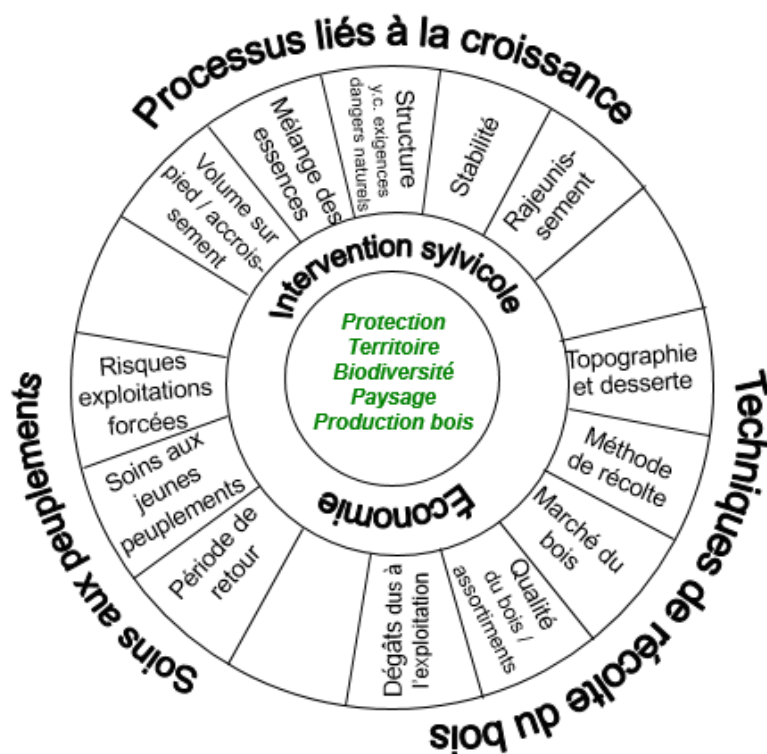 Processus liés à la croissance
Volume sur
pied / accrois-
sement
Mélange des
essences
Structure
y.c. exigences
dangers naturels
Stabilité
Rajeunis-
sement
Intervention sylvicole
Protection
Territoire
Biodiversité
Paysage
Production bois
Économie
Topographie
et desserte
Méthode
de récolte
Marché du
bois
Qualité
du bois /
assortiments
Dégâts dus à
l'exploitation
Techniques de récolte du bois
Risques
exploitations
forcées
Soins aux
jeunes
peuplements
Période de
retour
Soins aux peuplements